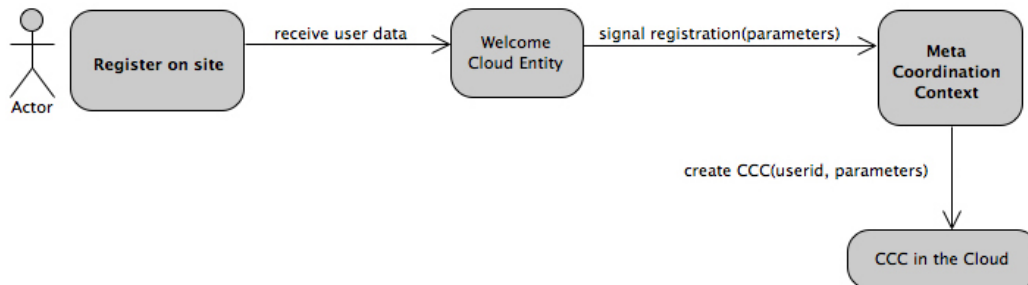 Actor
Register on site
receive user data
Welcome
Cloud Entity
signal registration(parameters)
Meta
Coordination
Context
create CCC(userid, parameters)
CCC in the Cloud